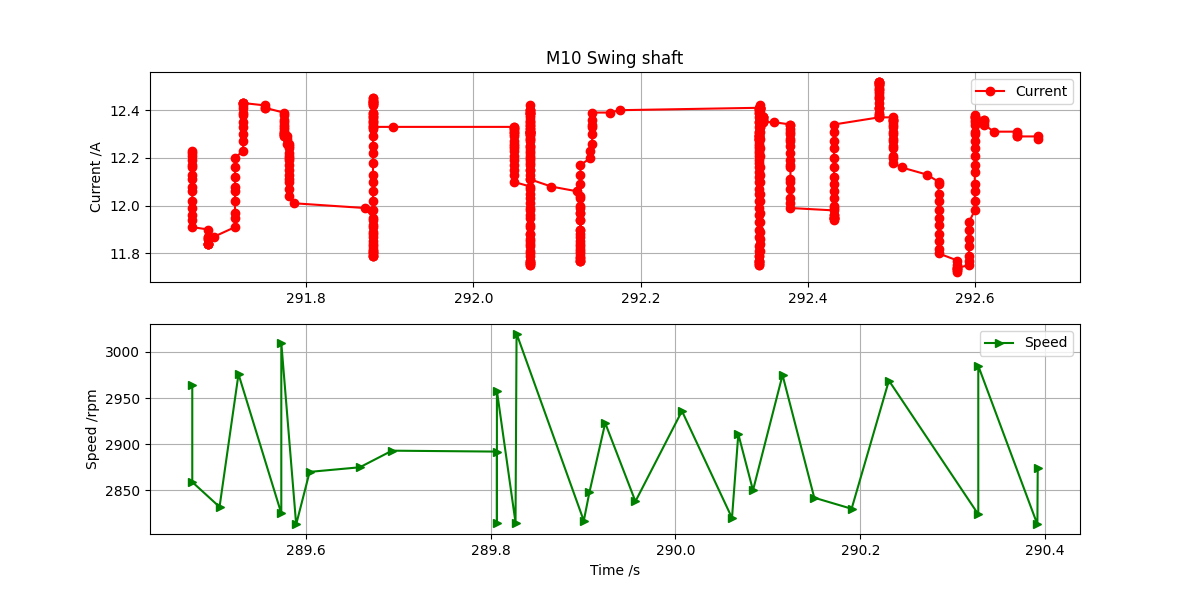 M10 Swing shaft
Current /A
12.4
12.2
12.0
11.8
Current
291.8 292.0 292.2 292.4 292.6
Speed /rpm
3000
2950
2900
2850
Speed
289.6 289.8 290.0 290.2 290.4
Time /s